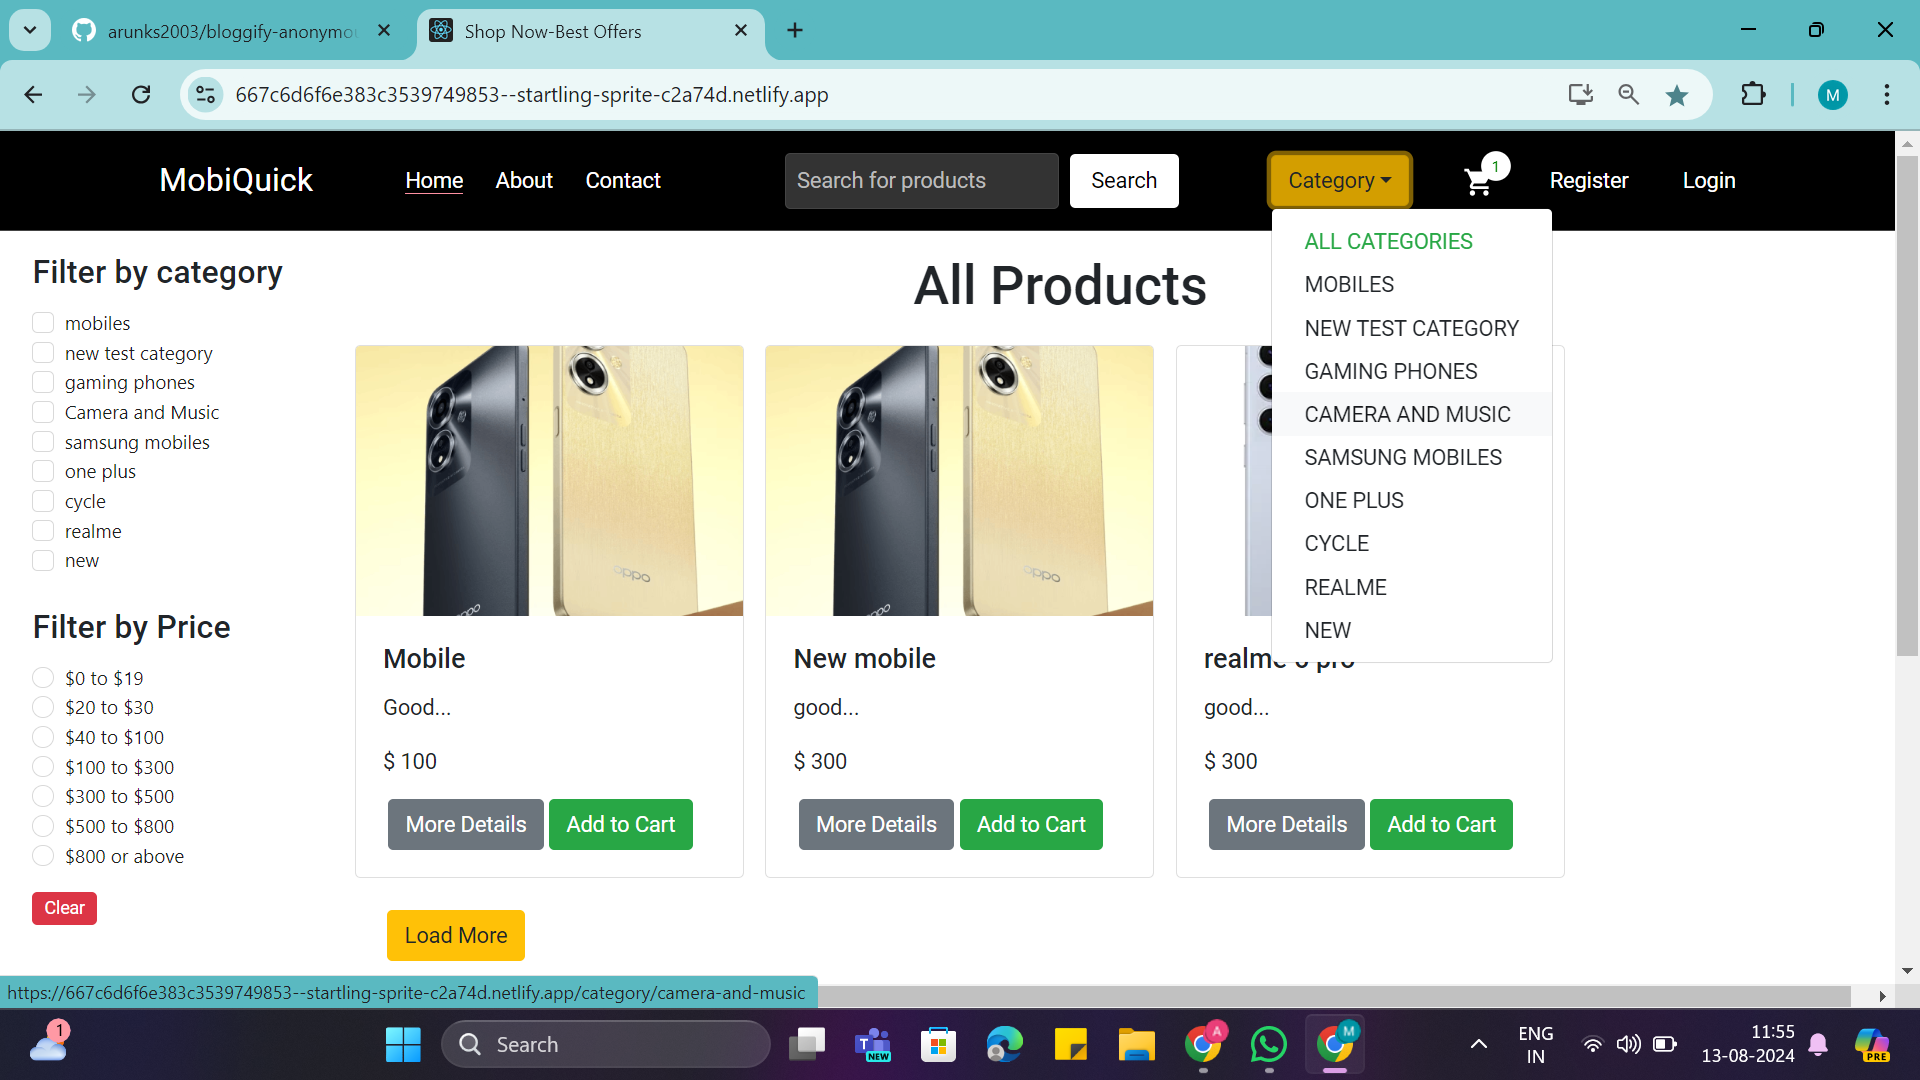 arunks2003/bloggify-anonymou
Shop Now-Best Offers
667c6d6f6e383c3539749853--startling-sprite-c2a74d.netlify.app
M
MobiQuick
Home
About
Contact
Search for products
Search
Category
1
Register
Login
ALL CATEGORIES
MOBILES
NEW TEST CATEGORY
GAMING PHONES
CAMERA AND MUSIC
SAMSUNG MOBILES
ONE PLUS
CYCLE
REALME
NEW
Filter by category
mobiles
new test category
gaming phones
Camera and Music
samsung mobiles
one plus
cycle
realme
new
Filter by Price
$0 to $19
$20 to $30
$40 to $100
$100 to $300
$300 to $500
$500 to $800
$800 or above
Clear
All Products
oppo
oppo
Mobile
Good...
$ 100
More Details
Add to Cart
oppo
oppo
New mobile
good...
$ 300
More Details
Add to Cart
realme 6 pro
good...
$ 300
More Details
Add to Cart
Load More
https://667c6d6f6e383c3539749853--startling-sprite-c2a74d.netlify.app/category/camera-and-music
1
Search
T
NEW
A
M
ENG
IN
11:55
13-08-2024
PRE